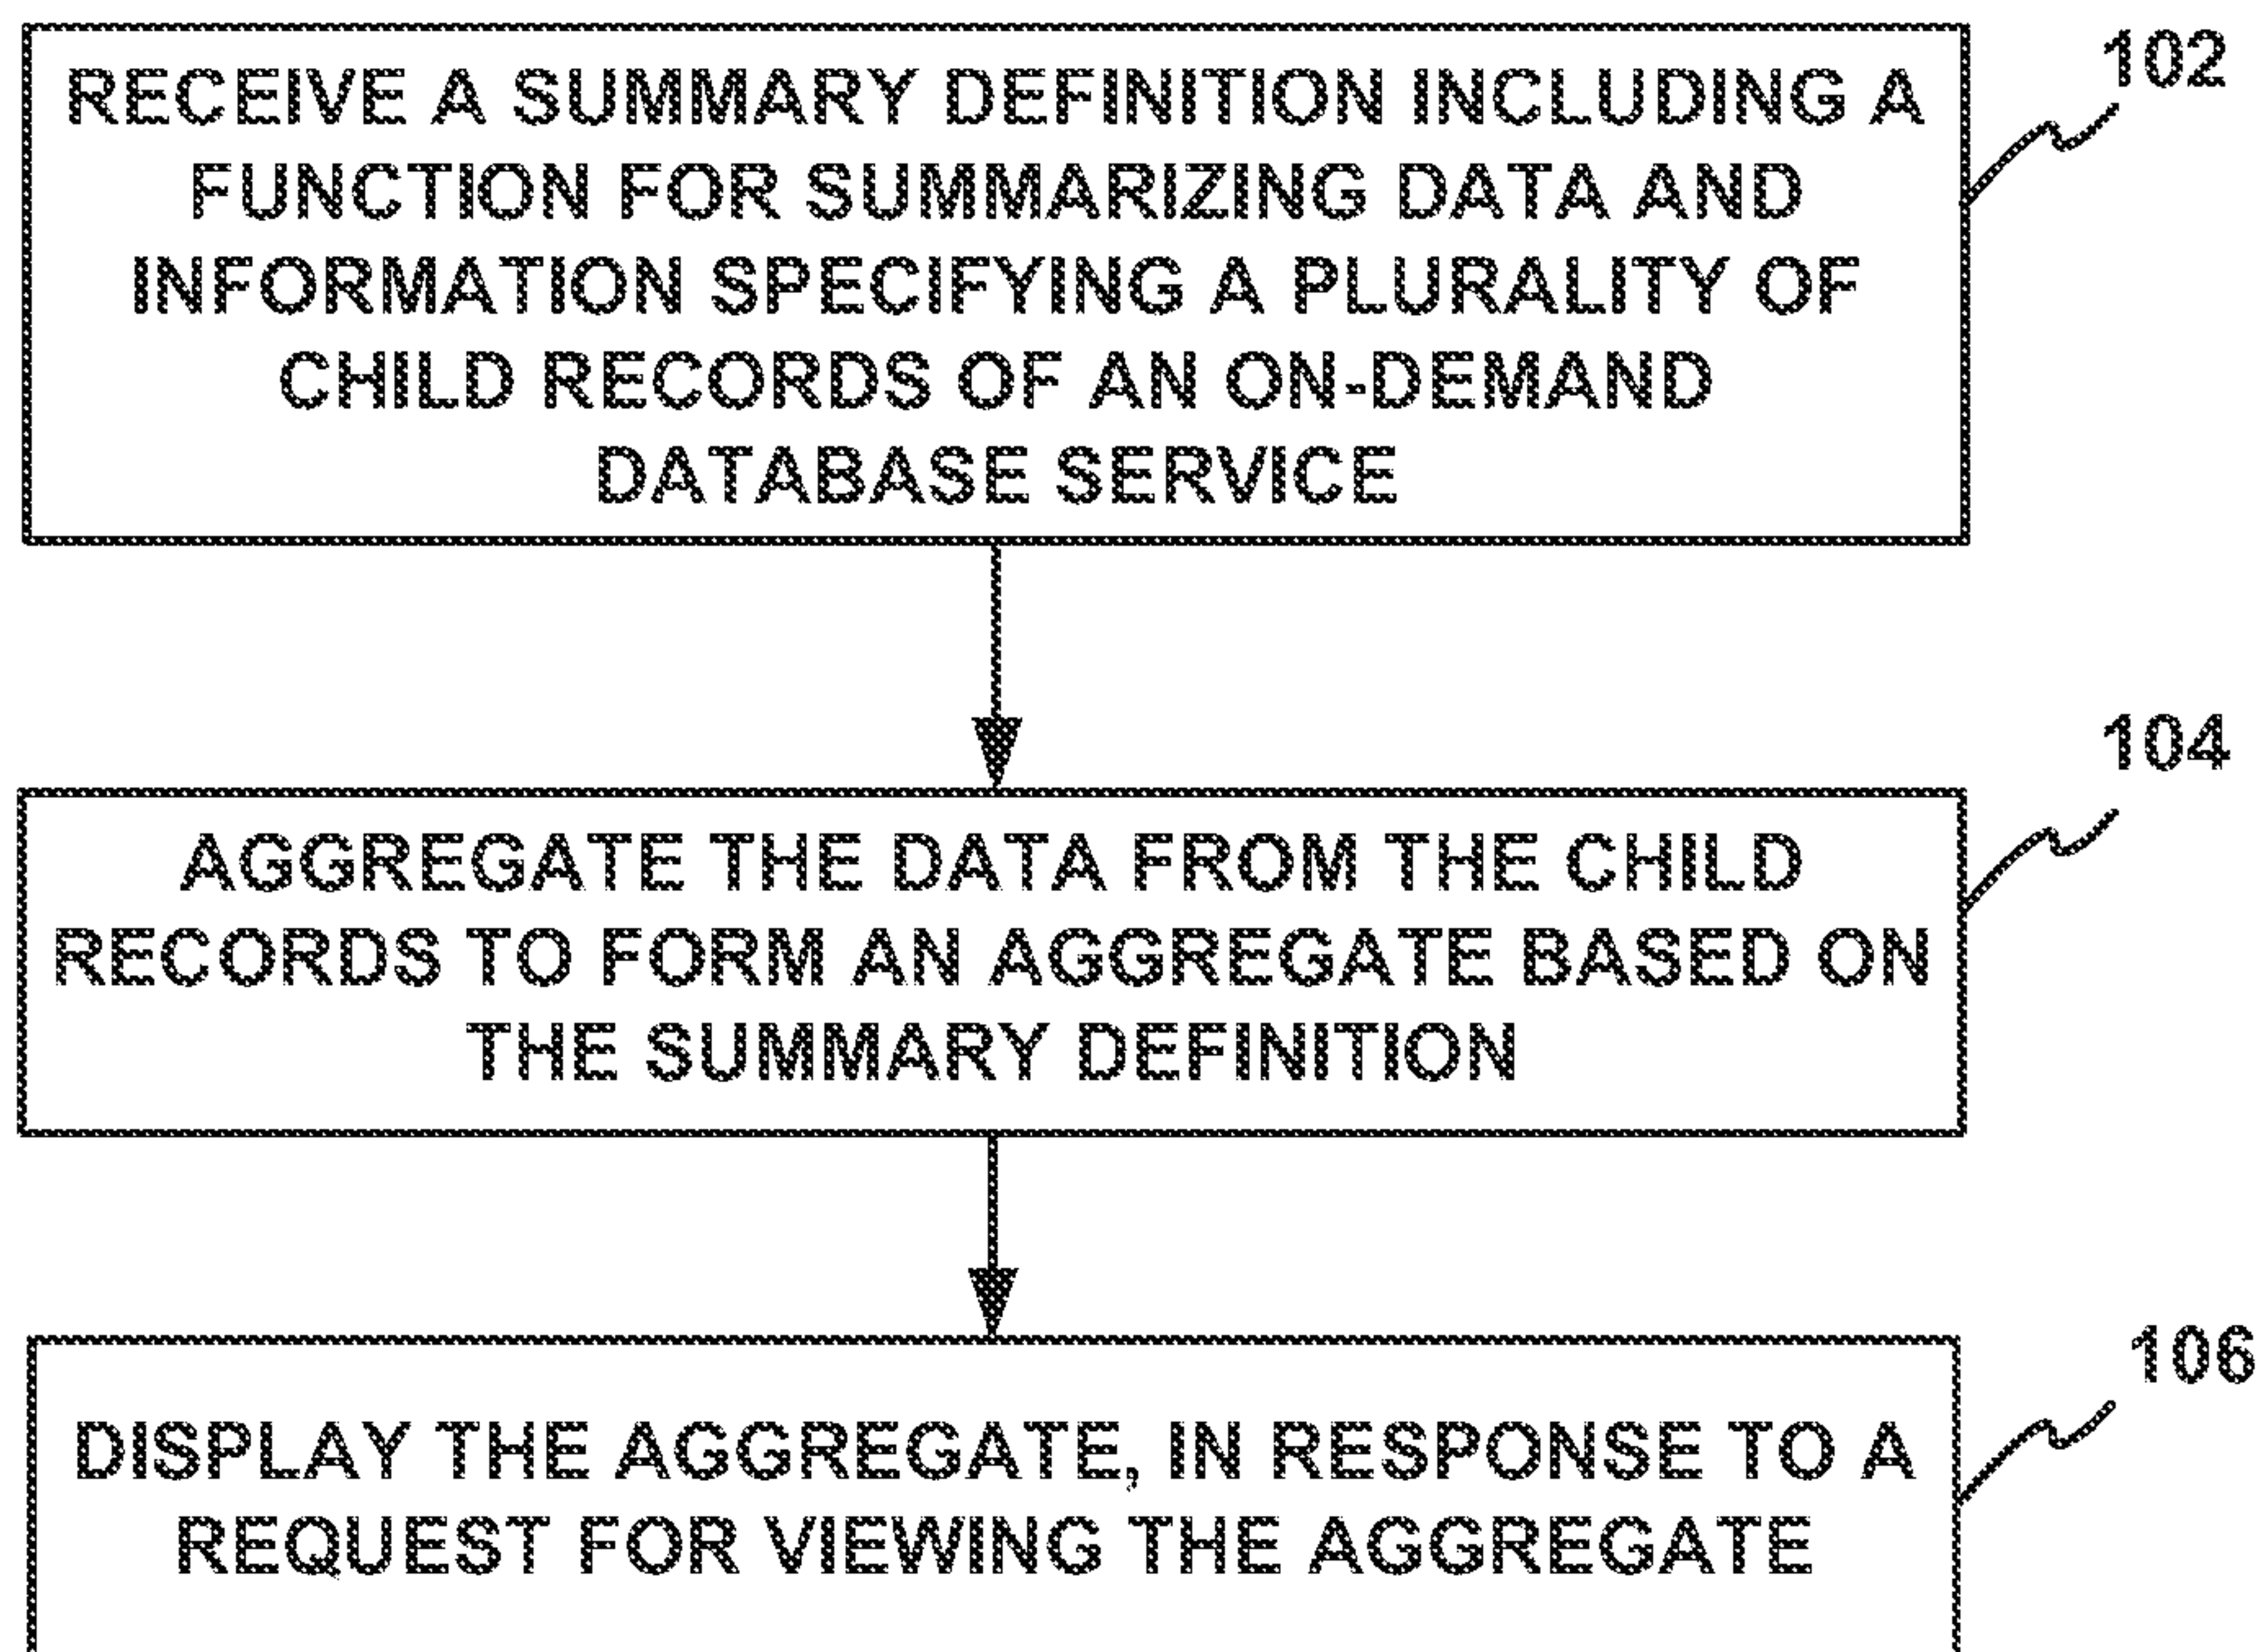 RECEIVE A SUMMARY DEFINITION INCLUDING A
FUNCTION FOR SUMMARIZING DATA AND
INFORMATION SPECIFYING A PLURALITY OF
CHILD RECORDS OF AN ON-DEMAND
DATABASE SERVICE
102
AGGREGATE THE DATA FROM THE CHILD
RECORDS TO FORM AN AGGREGATE BASED ON
THE SUMMARY DEFINITION
104
DISPLAY THE AGGREGATE, IN RESPONSE TO A
REQUEST FOR VIEWING THE AGGREGATE
106